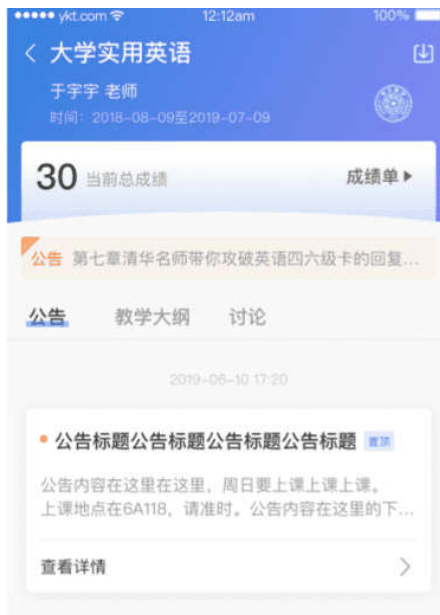 ykt.com 12:12am 100%
大学实用英语
于宇宇 老师
时间：2018-08-09至2019-07-09
30 当前总成绩 成绩单
公告 第七章清华名师带你攻破英语四六级卡的回复...
公告 教学大纲 讨论
2019-06-10 17:20
公告标题公告标题公告标题公告标题 置顶
公告内容在这里在这里，周日要上课上课上课。
上课地点在6A118，请准时。公告内容在这里的下...
查看详情